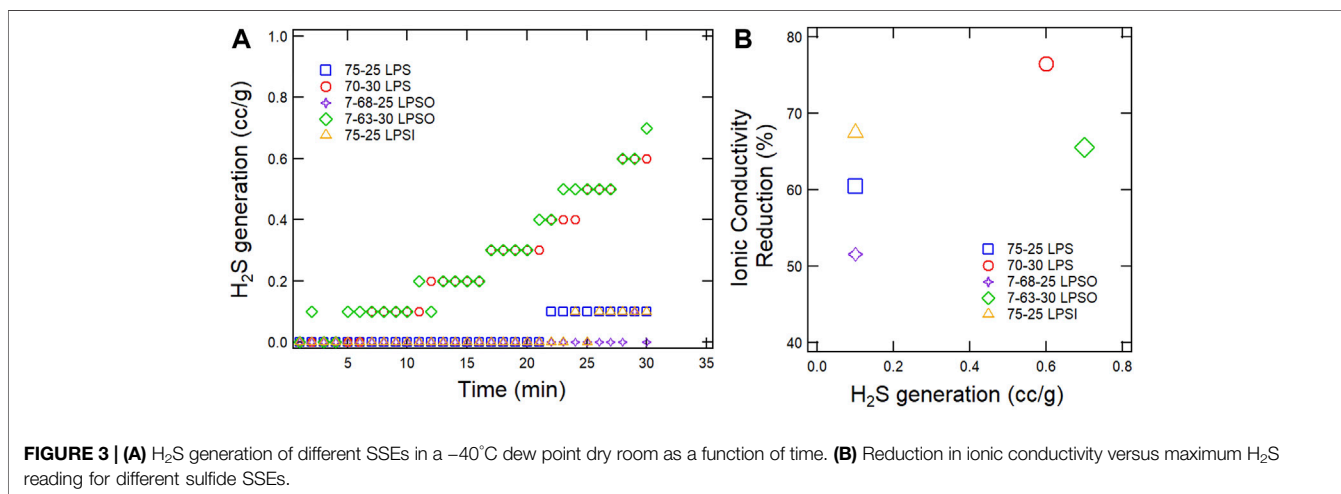 A
75-25 LPS
70-30 LPS
7-68-25 LPSO
7-63-30 LPSO
75-25 LPSI
H₂S generation (cc/g)
1.0
0.8
0.6
0.4
0.2
0.0
5
10
15
20
25
30
35
Time (min)
B
Ionic Conductivity
Reduction (%)
80
70
60
50
40
75-25 LPS
70-30 LPS
7-68-25 LPSO
7-63-30 LPSO
75-25 LPSI
0.0
0.2
0.4
0.6
0.8
H₂S generation (cc/g)
FIGURE 3 | (A) H₂S generation of different SSEs in a −40°C dew point dry room as a function of time. (B) Reduction in ionic conductivity versus maximum H₂S
reading for different sulfide SSEs.